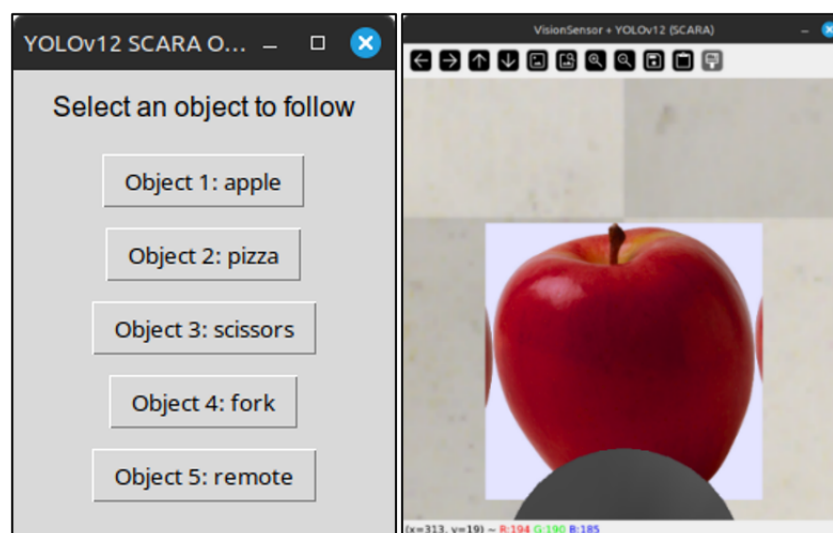 YOLOv12 SCARA O...
Select an object to follow
Object 1: apple
Object 2: pizza
Object 3: scissors
Object 4: fork
Object 5: remote
VisionSensor + YOLOv12 (SCARA)
(x=313, y=19) ~ R:194 G:190 B:185